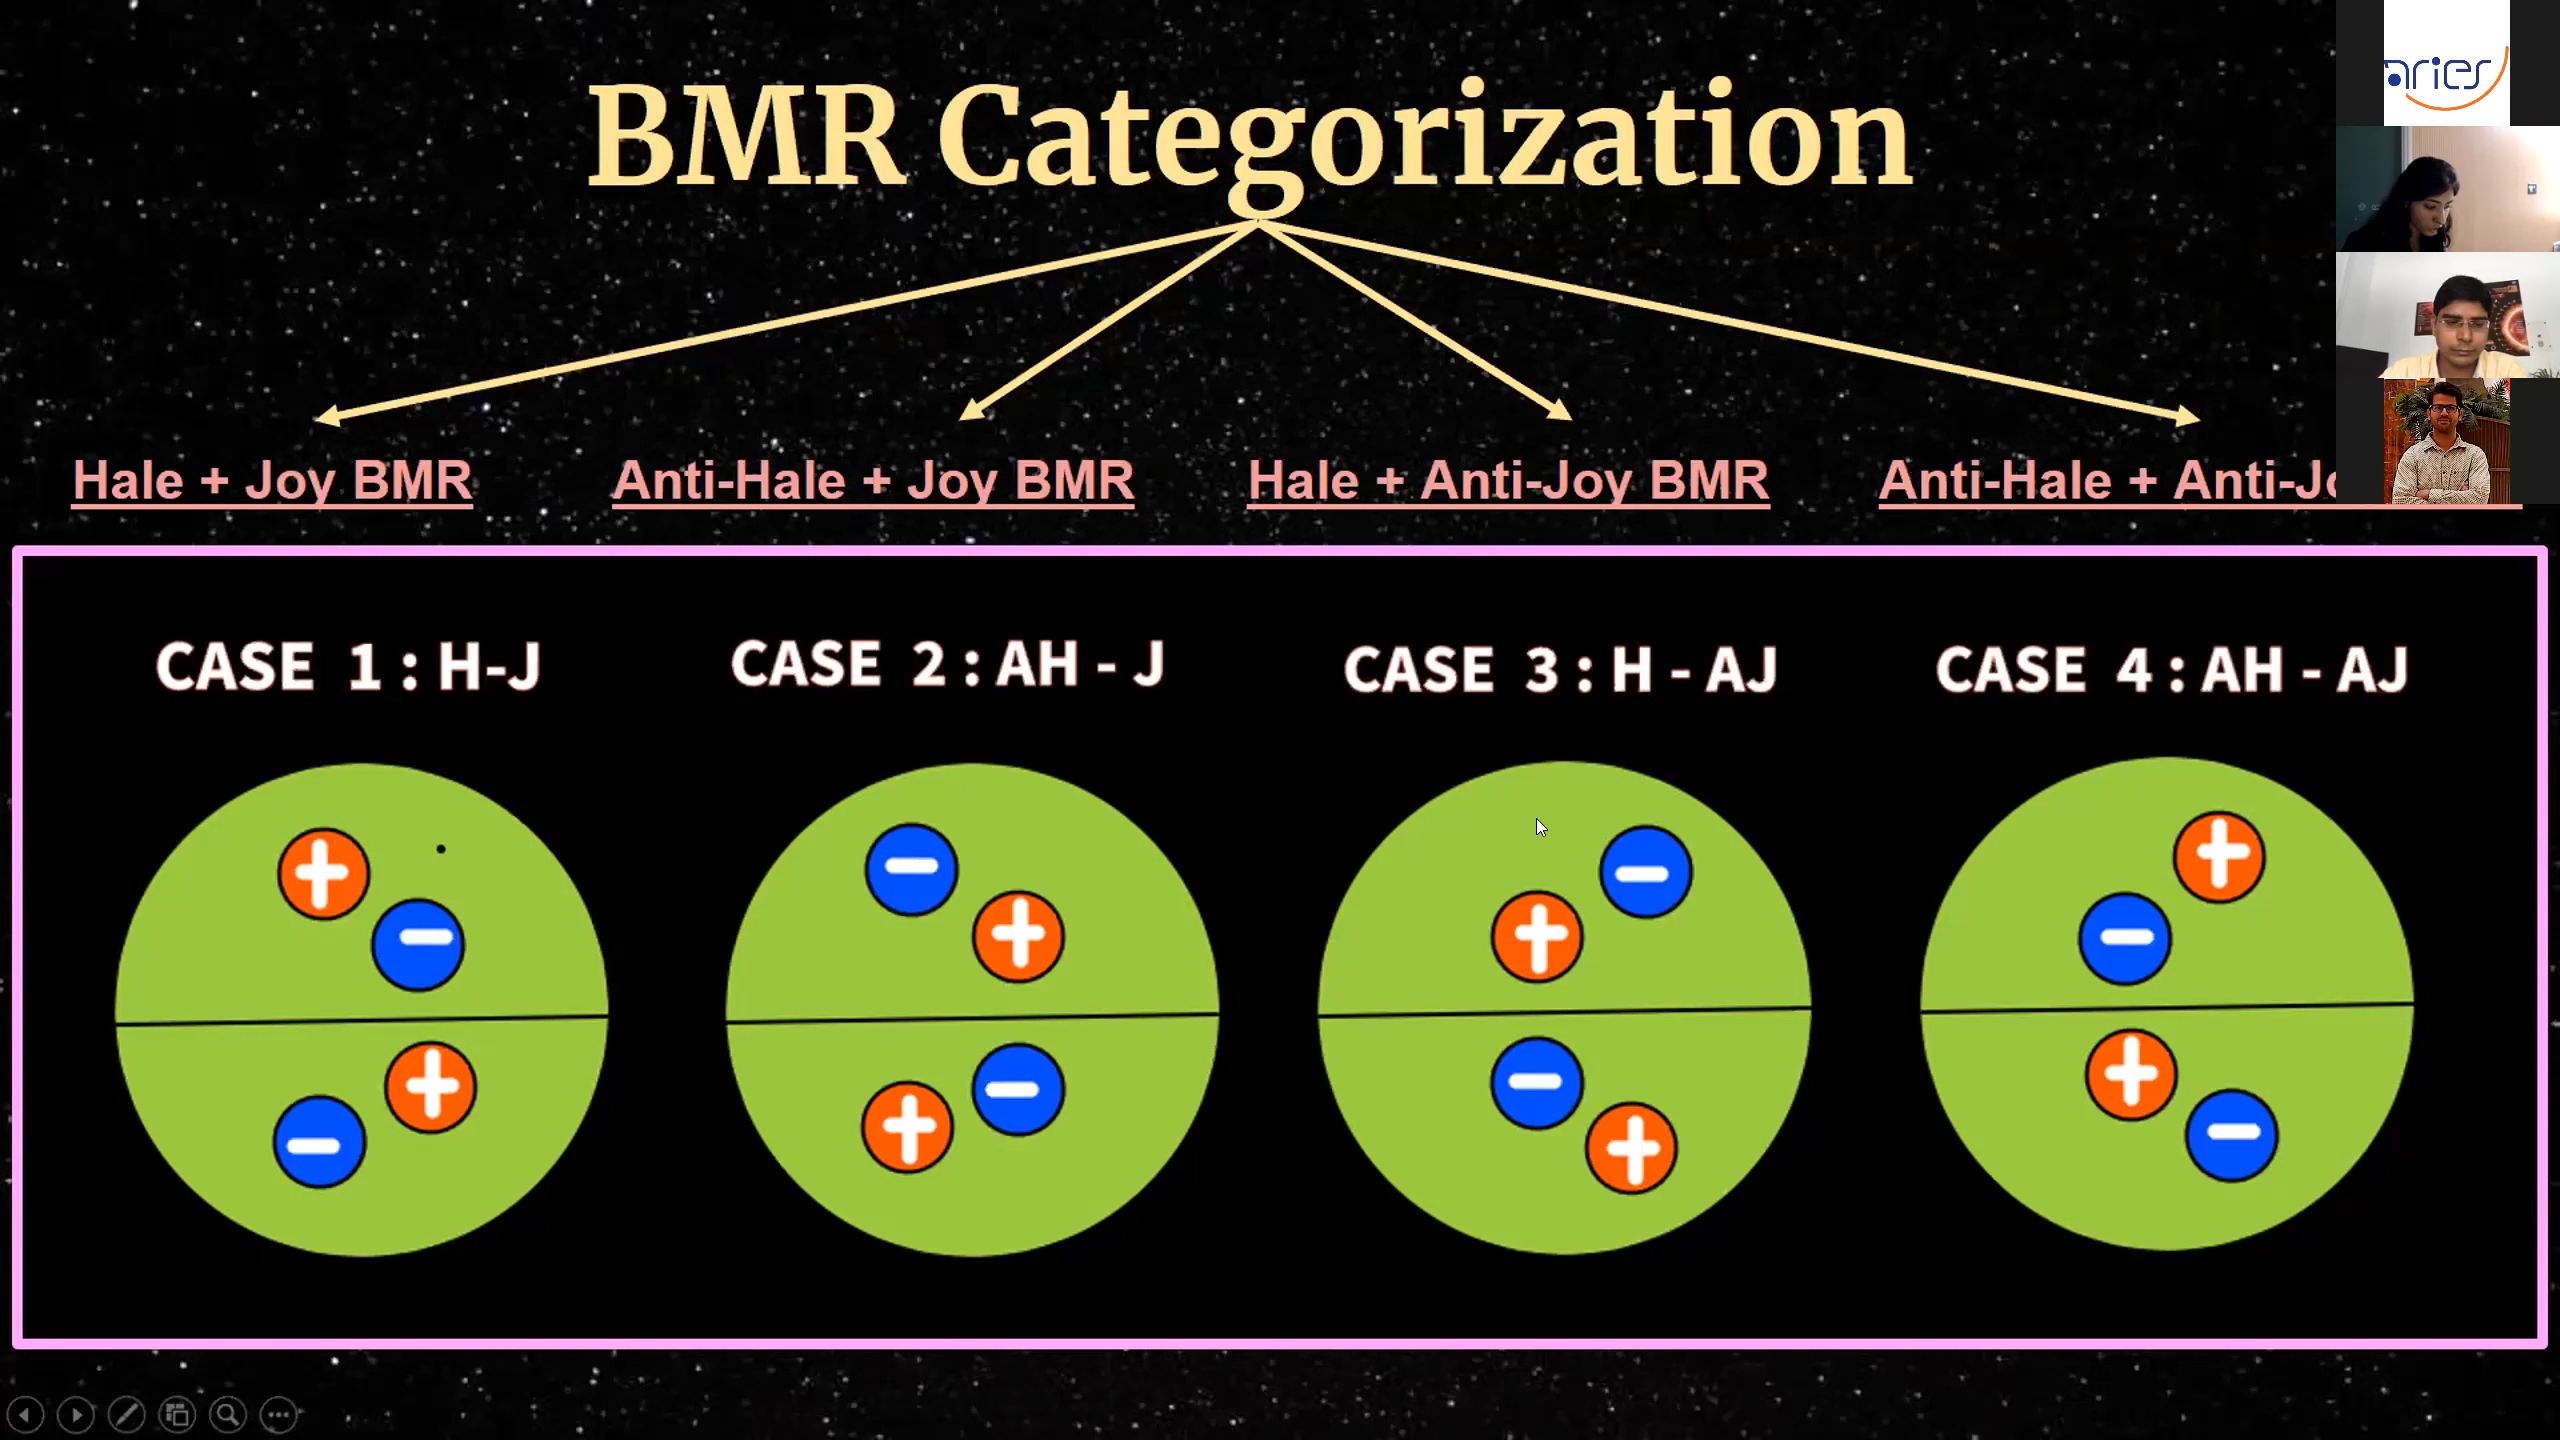 BMR Categorization
aries
Hale + Joy BMR
Anti-Hale + Joy BMR
Hale + Anti-Joy BMR
Anti-Hale +
CASE 1 : H-J
CASE 2 : AH - J
CASE 3 : H - AJ
CASE 4 : AH - AJ
+ - - +
- + + -
- + + -
+ - - +